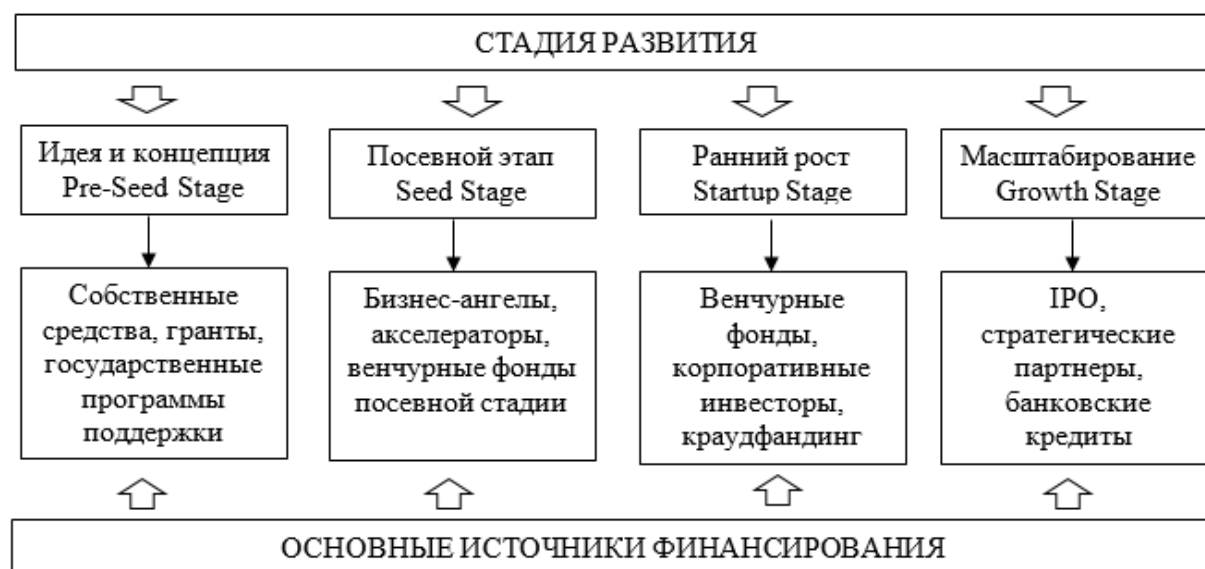 СТАДИЯ РАЗВИТИЯ
Идея и концепция
Pre-Seed Stage
Посевной этап
Seed Stage
Ранний рост
Startup Stage
Масштабирование
Growth Stage
Собственные
средства, гранты,
государственные
программы
поддержки
Бизнес-ангелы,
акселераторы,
венчурные фонды
посевной стадии
Венчурные
фонды,
корпоративные
инвесторы,
краудфандинг
IPO,
стратегические
партнеры,
банковские
кредиты
ОСНОВНЫЕ ИСТОЧНИКИ ФИНАНСИРОВАНИЯ